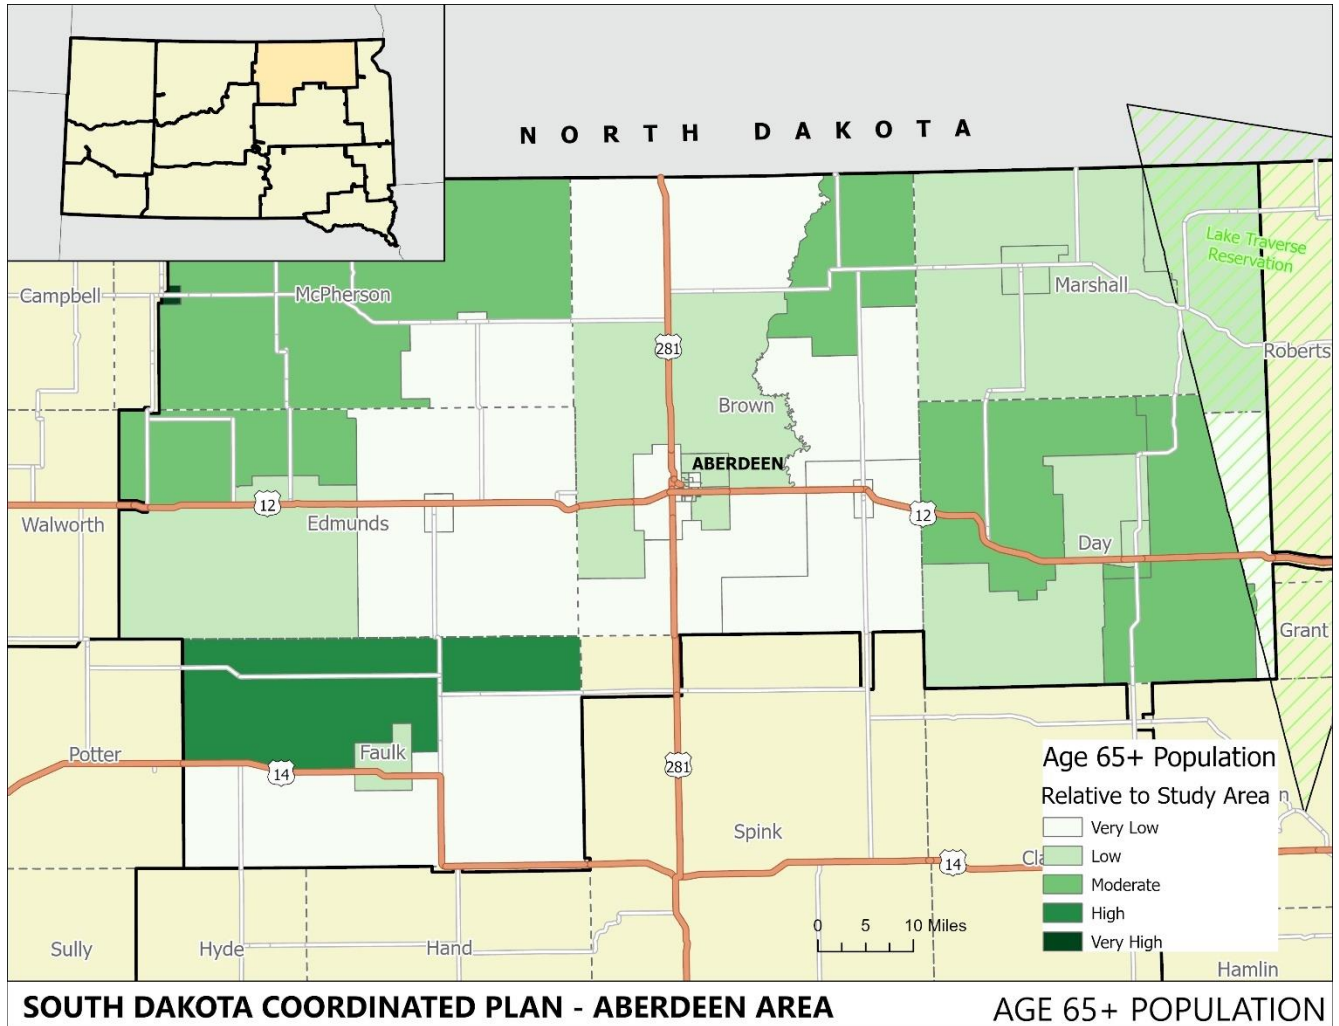 NORTH DAKOTA
Lake Traverse
Reservation
Campbell
McPherson
Marshall
281
Roberts
Brown
ABERDEEN
12
12
Walworth
Edmunds
Day
Grant
Potter
Faulk
14
281
Spink
14
Cla
Sully
Hyde
Hand
Hamlin
0 5 10 Miles
Age 65+ Population
Relative to Study Area
Very Low
Low
Moderate
High
Very High
SOUTH DAKOTA COORDINATED PLAN - ABERDEEN AREA
AGE 65+ POPULATION